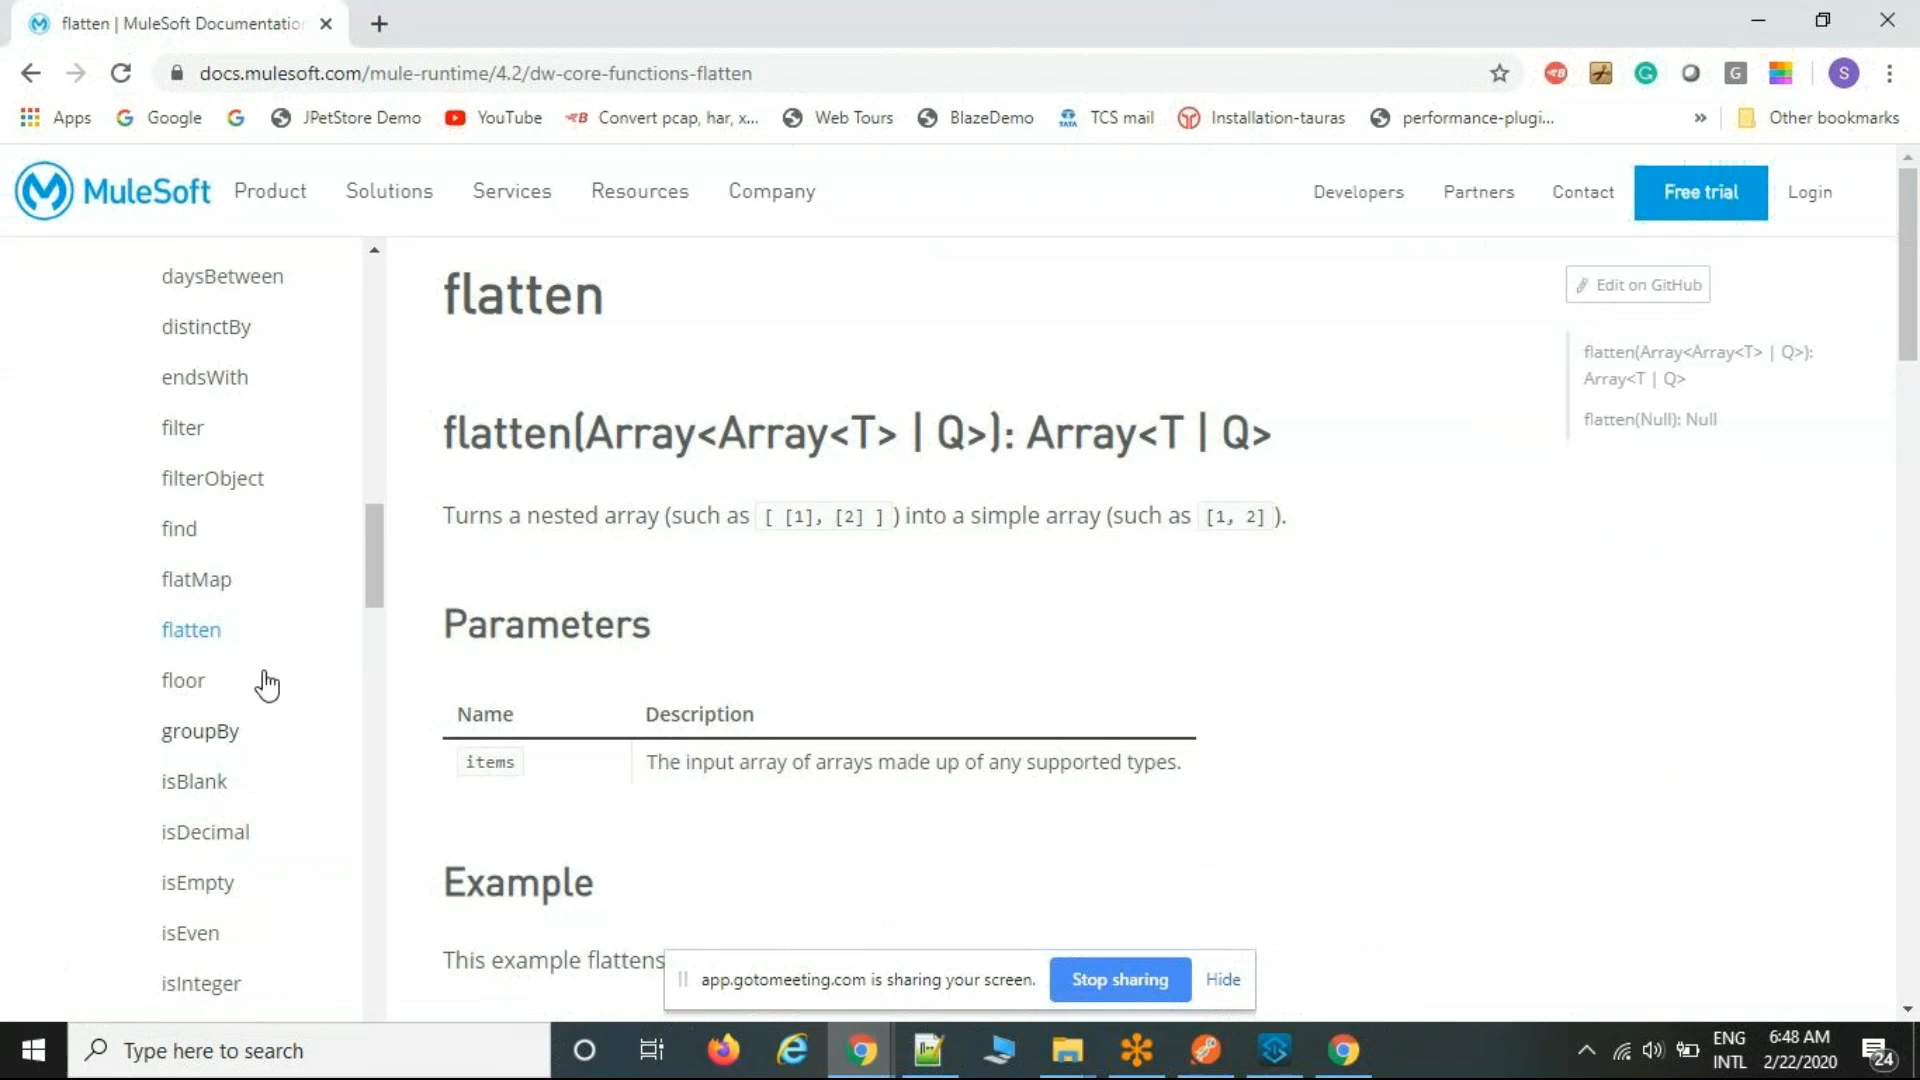 flatten | MuleSoft Documentation
docs.mulesoft.com/mule-runtime/4.2/dw-core-functions-flatten
S
Apps
Google
JPetStore Demo
YouTube
Convert pcap, har, x...
Web Tours
BlazeDemo
TATA
TCS mail
Installation-tauras
performance-plugi...
»
Other bookmarks
MuleSoft
Product
Solutions
Services
Resources
Company
Developers
Partners
Contact
Free trial
Login
daysBetween
distinctBy
endsWith
filter
filterObject
find
flatMap
flatten
floor
groupBy
isBlank
isDecimal
isEmpty
isEven
isInteger
flatten
flatten(Array<Array<T> | Q>): Array<T | Q>
Turns a nested array (such as [ [1], [2] ] ) into a simple array (such as [1, 2] ).
Parameters
Name Description
items The input array of arrays made up of any supported types.
Example
This example flattens
Edit on GitHub
flatten(Array<Array<T> | Q>):
Array<T | Q>
flatten(Null): Null
app.gotomeeting.com is sharing your screen.
Stop sharing
Hide
Type here to search
ENG
INTL
6:48 AM
2/22/2020
24